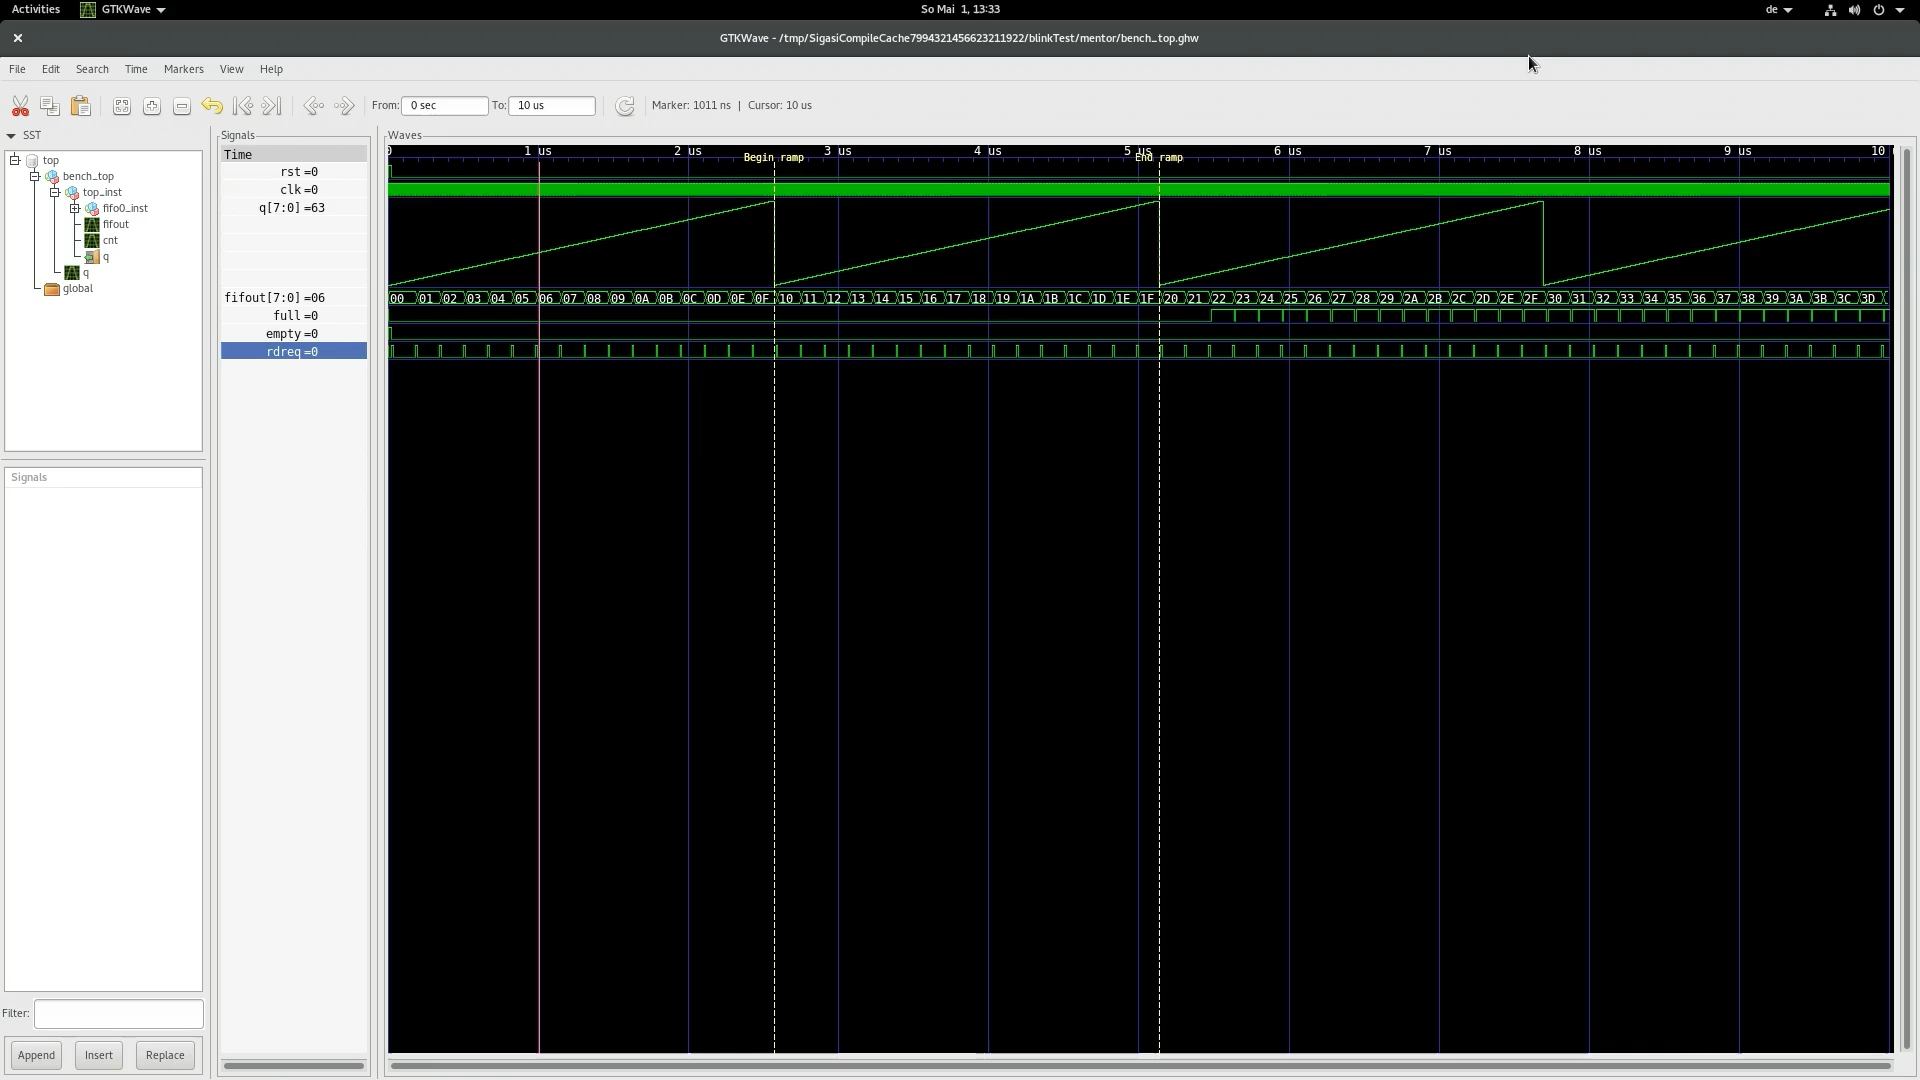 Activities GTKWave So Mai 1, 13:33 de
GTKWave - /tmp/SigasiCompileCache7994321456623211922/blinkTest/mentor/bench_top.ghw
File Edit Search Time Markers View Help
From: 0 sec To: 10 us Marker: 1011 ns | Cursor: 10 us
SST
top
bench_top
top_inst
fifo0_inst
fifout
cnt
q
q
global
Signals
Filter:
Append Insert Replace
Signals
Time
rst =0
clk =0
q[7:0] =63
fifout[7:0] =06
full =0
empty =0
rdreq =0
Waves
0 1 us 2 us 3 us 4 us 5 us 6 us 7 us 8 us 9 us 10
Begin ramp End ramp
00 01 02 03 04 05 06 07 08 09 0A 0B 0C 0D 0E 0F 10 11 12 13 14 15 16 17 18 19 1A 1B 1C 1D 1E 1F 20 21 22 23 24 25 26 27 28 29 2A 2B 2C 2D 2E 2F 30 31 32 33 34 35 36 37 38 39 3A 3B 3C 3D